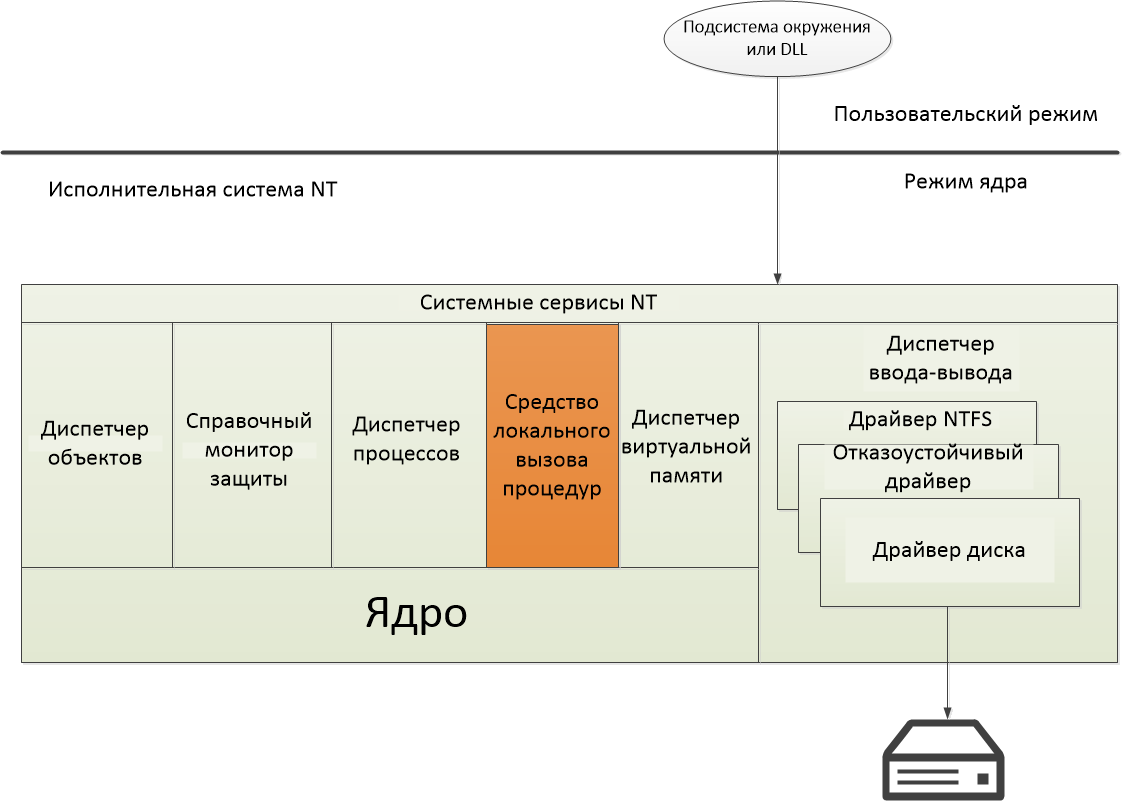 Подсистема окружения
или DLL
Пользовательский режим
Исполнительная система NT
Режим ядра
Системные сервисы NT
Диспетчер
объектов
Справочный
монитор
защиты
Диспетчер
процессов
Средство
локального
вызова
процедур
Диспетчер
виртуальной
памяти
Диспетчер
ввода-вывода
Драйвер NTFS
Отказоустойчивый
драйвер
Драйвер диска
Ядро